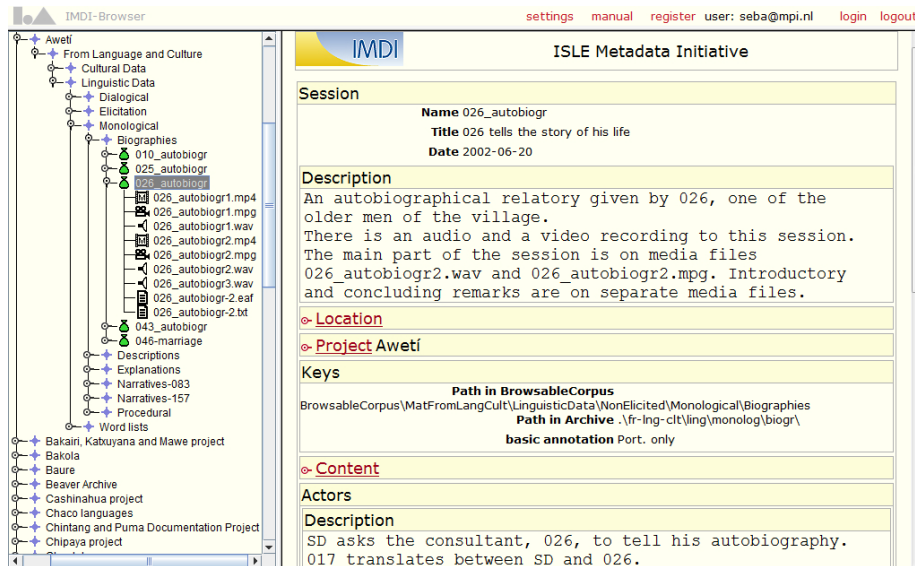 IMDI-Browser
settings manual register user: seba@mpi.nl login logout
Awetí
From Language and Culture
Cultural Data
Linguistic Data
Dialogical
Elicitation
Monological
Biographies
010_autobiogr
025_autobiogr
026_autobiogr
026_autobiogr1.mp4
026_autobiogr1.mpg
026_autobiogr1.wav
026_autobiogr2.mp4
026_autobiogr2.mpg
026_autobiogr2.wav
026_autobiogr3.wav
026_autobiogr-2.eaf
026_autobiogr-2.txt
043_autobiogr
046-marriage
Descriptions
Explanations
Narratives-083
Narratives-157
Procedural
Word lists
Bakairi, Katxuyana and Mawe project
Bakola
Baure
Beaver Archive
Cashinahua project
Chaco languages
Chintang and Puma Documentation Project
Chipaya project
IMDI
ISLE Metadata Initiative
Session
Name 026_autobiogr
Title 026 tells the story of his life
Date 2002-06-20
Description
An autobiographical relatory given by 026, one of the
older men of the village.
There is an audio and a video recording to this session.
The main part of the session is on media files
026_autobiogr2.wav and 026_autobiogr2.mpg. Introductory
and concluding remarks are on separate media files.
Location
Project Awetí
Keys
Path in BrowsableCorpus
BrowsableCorpus\MatFromLangCult\LinguisticData\NonElicited\Monological\Biographies
Path in Archive .\fr-lng-clt\ling\monolog\biogr\
basic annotation Port. only
Content
Actors
Description
SD asks the consultant, 026, to tell his autobiography.
017 translates between SD and 026.